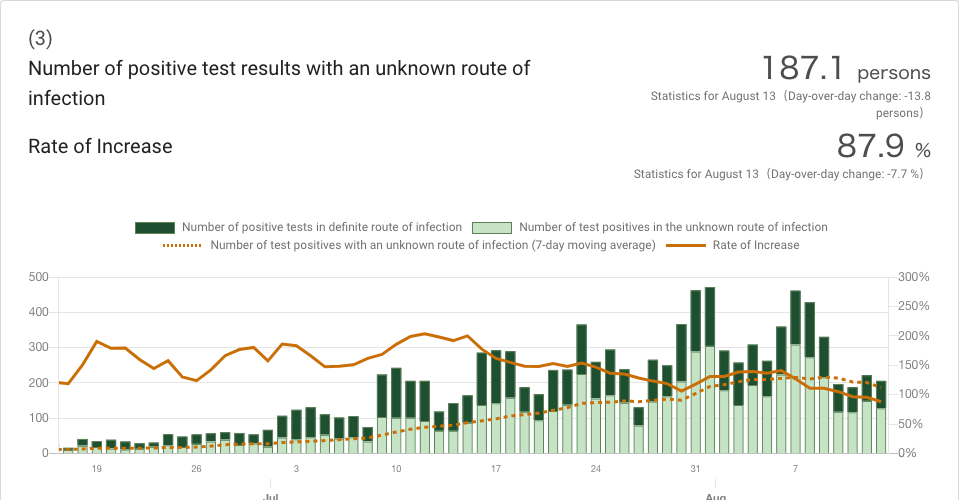 (3)
Number of positive test results with an unknown route of
infection
187.1 persons
Statistics for August 13（Day-over-day change: -13.8
persons）
Rate of Increase
87.9 %
Statistics for August 13（Day-over-day change: -7.7 %）
Number of positive tests in definite route of infection
Number of test positives in the unknown route of infection
Number of test positives with an unknown route of infection (7-day moving average)
Rate of Increase
500 300%
250%
400
200%
300
150%
200
100%
100
50%
0 0%
19 26 3 10 17 24 31 7
Jul Aug